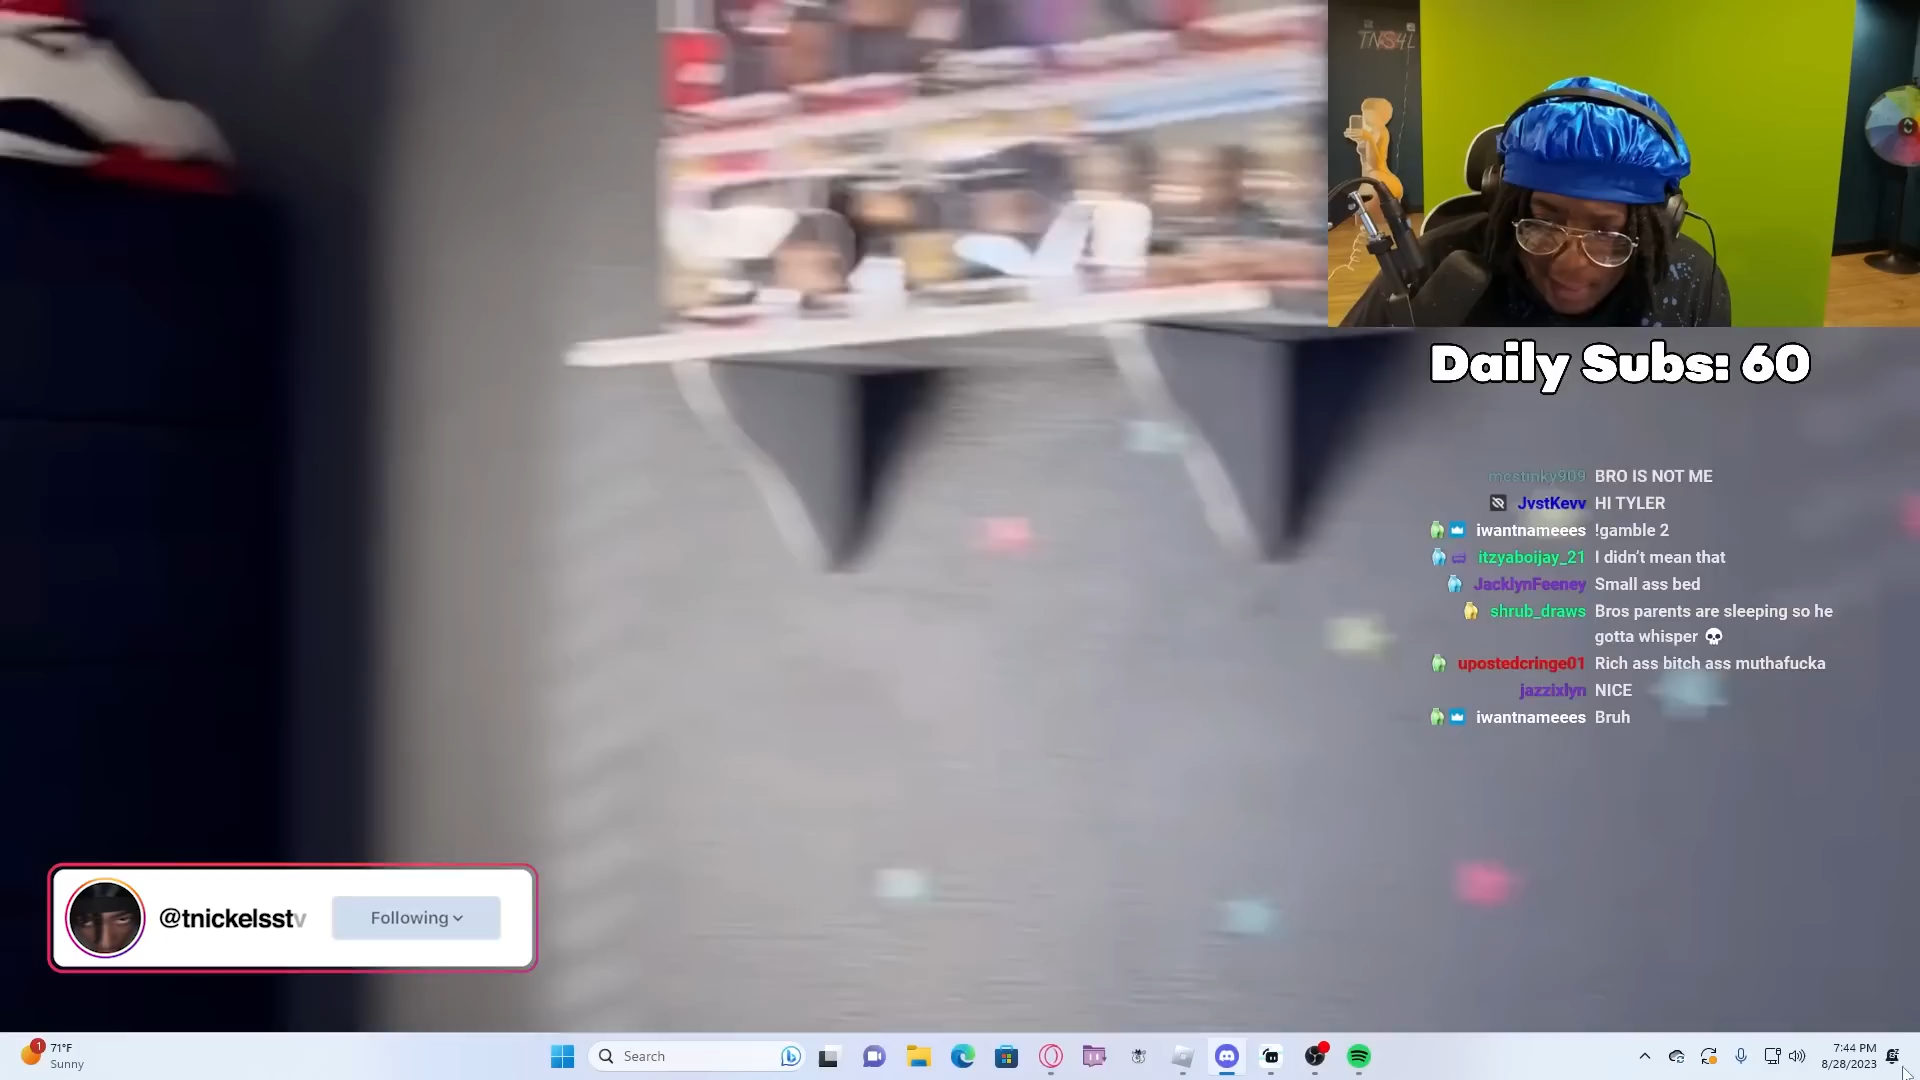 TNS4L
Daily Subs: 60
mcstinky909 BRO IS NOT ME
JvstKevv HI TYLER
iwantnameees !gamble 2
itzyaboijay_21 I didn't mean that
JacklynFeeney Small ass bed
shrub_draws Bros parents are sleeping so he
gotta whisper 💀
upostedcringe01 Rich ass bitch ass muthafucka
jazzixlyn NICE
iwantnameees Bruh
@tnickelsstv Following
1
71°F
Sunny
Search
7:44 PM
8/28/2023